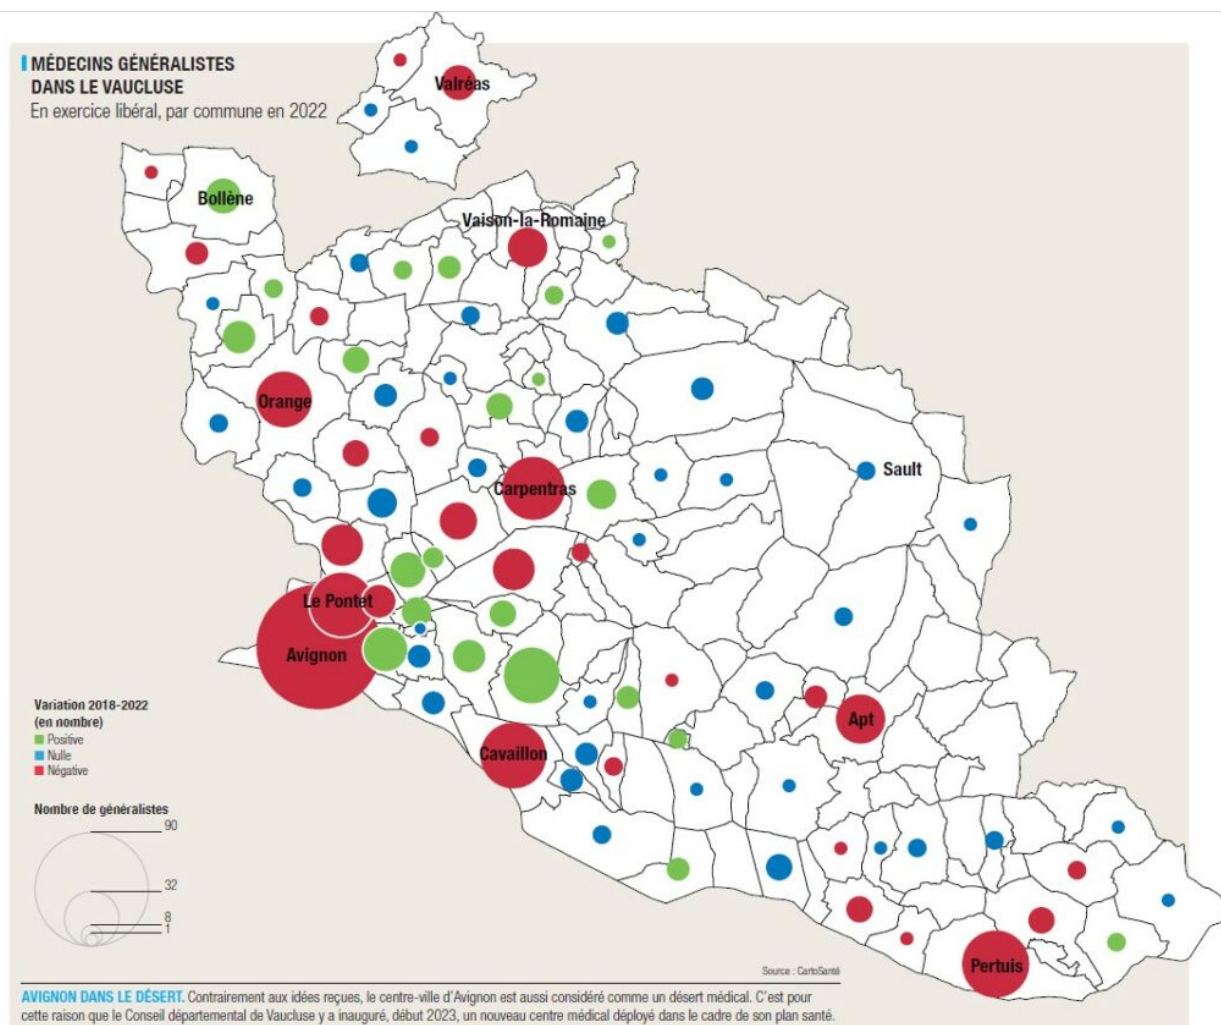 MÉDECINS GÉNÉRALISTES
DANS LE VAUCLUSE
En exercice libéral, par commune en 2022
Valréas
Bollène
Vaison-la-Romaine
Orange
Carpentras
Sault
Le Pontet
Avignon
Apt
Cavaillon
Pertuis
Variation 2018-2022
(en nombre)
Positive
Nulle
Négative
Nombre de généralistes
90
32
8
1
Source : CartoSanté
AVIGNON DANS LE DÉSERT. Contrairement aux idées reçues, le centre-ville d'Avignon est aussi considéré comme un désert médical. C'est pour
cette raison que le Conseil départemental de Vaucluse y a inauguré, début 2023, un nouveau centre médical déployé dans le cadre de son plan santé.